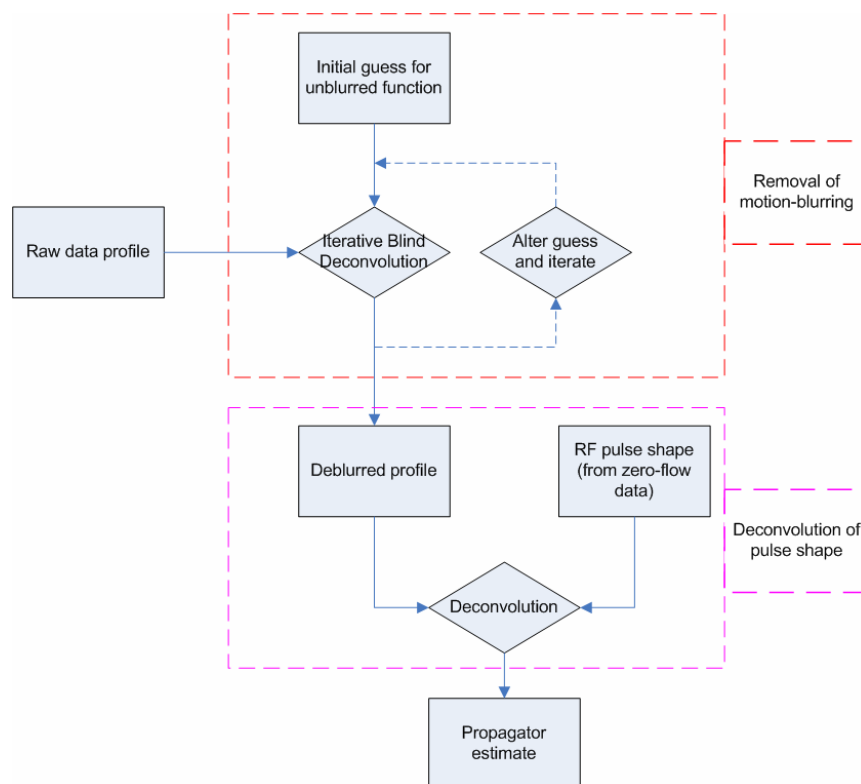 Initial guess for
unblurred function
Removal of
motion-blurring
Raw data profile
Iterative Blind
Deconvolution
Alter guess
and iterate
Deblurred profile
RF pulse shape
(from zero-flow
data)
Deconvolution of
pulse shape
Deconvolution
Propagator
estimate